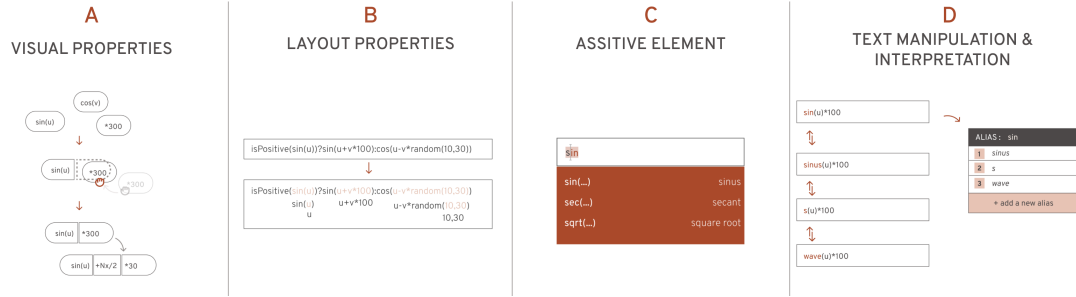 A
VISUAL PROPERTIES
cos(v)
sin(u)
*300
sin(u)
*300
*300
sin(u)
*300
sin(u)
+Nx/2
*30
B
LAYOUT PROPERTIES
isPositive(sin(u))?sin(u+v*100):cos(u-v*random(10,30))
isPositive(sin(u))?sin(u+v*100):cos(u-v*random(10,30))
sin(u)
u+v*100
u-v*random(10,30)
u
10,30
C
ASSITIVE ELEMENT
sin
sin(...)
sinus
sec(...)
secant
sqrt(...)
square root
D
TEXT MANIPULATION &
INTERPRETATION
sin(u)*100
sinus(u)*100
s(u)*100
wave(u)*100
ALIAS: sin
1 sinus
2 s
3 wave
+ add a new alias